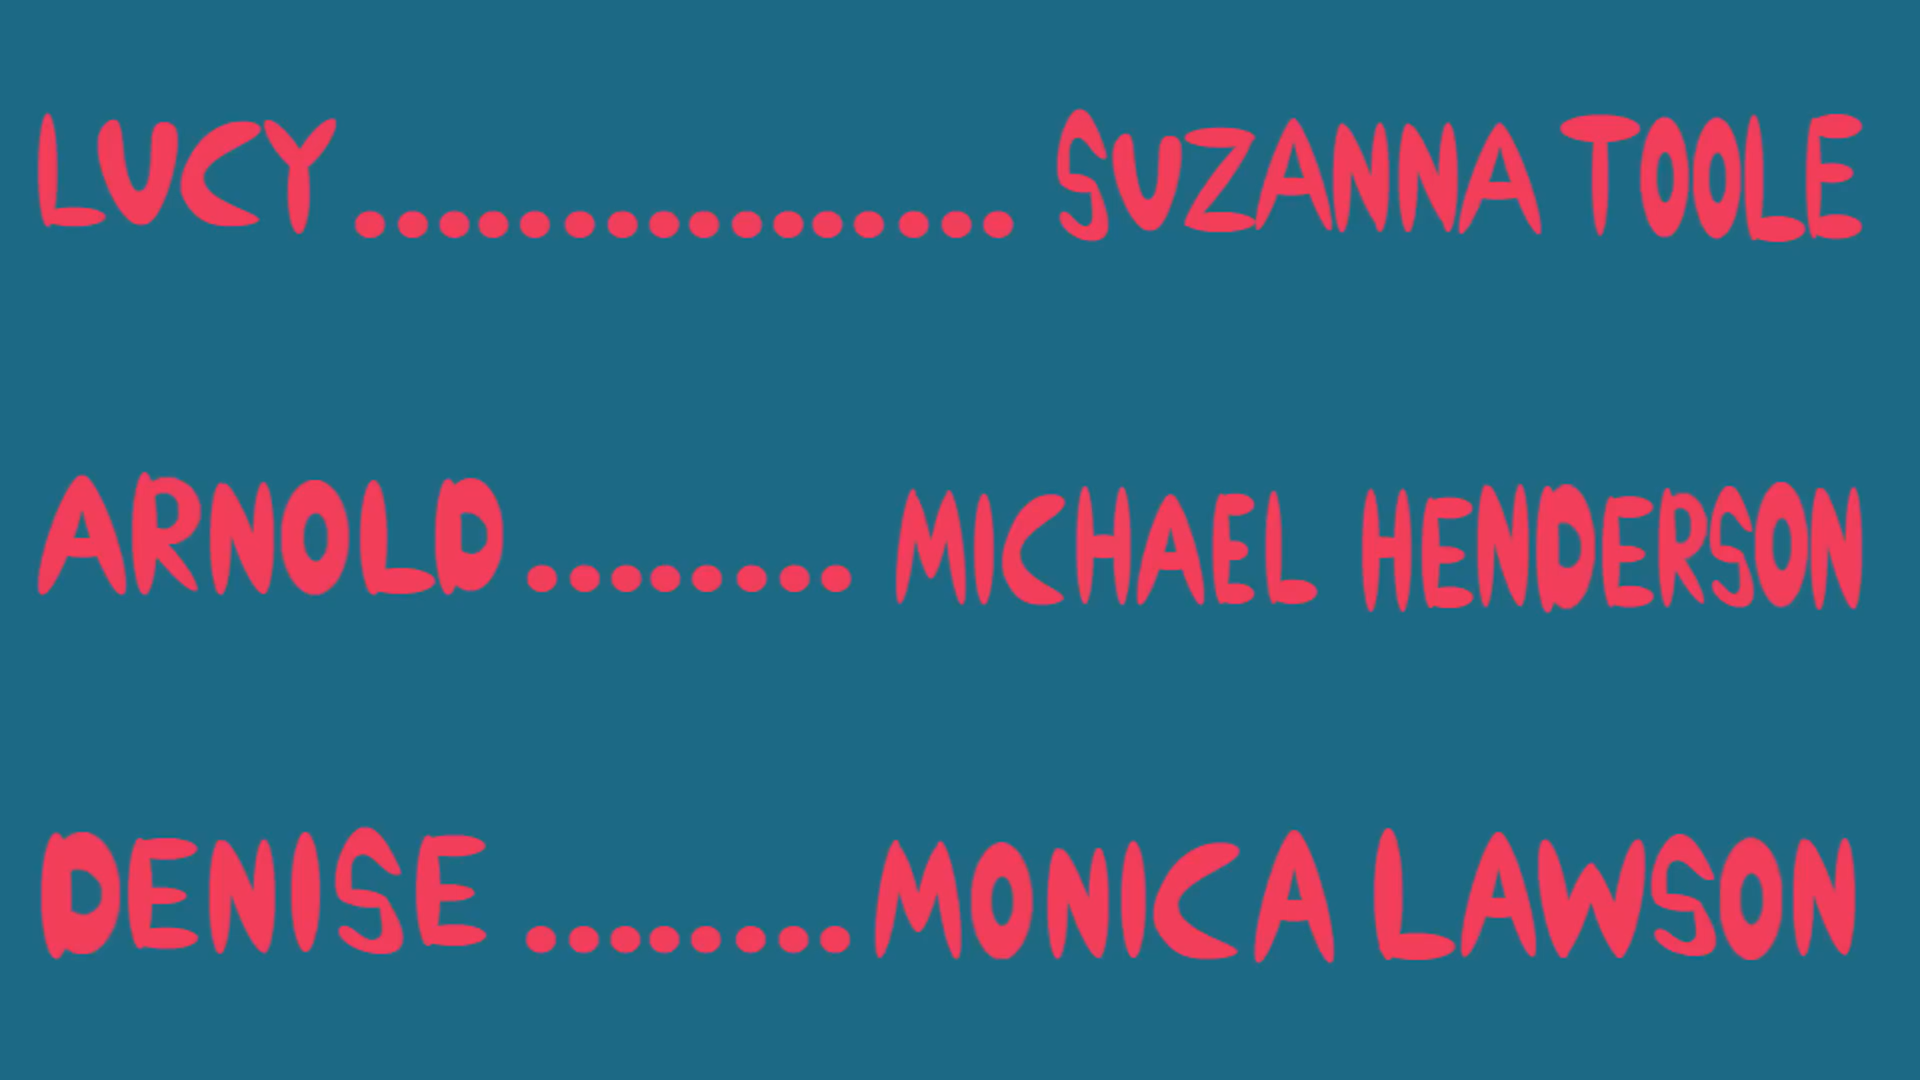 LUCY................ SUZANNA TOOLE
ARNOLD........ MICHAEL HENDERSON
DENISE ........MONICA LAWSON